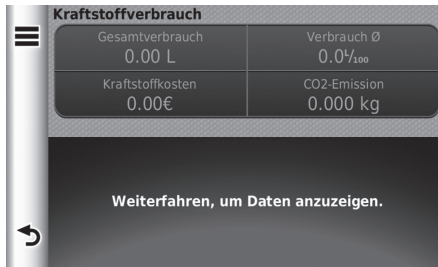 Kraftstoffverbrauch
Gesamtverbrauch
0.00 L
Verbrauch Ø
0.0 L/100
Kraftstoffkosten
0.00€
CO2-Emission
0.000 kg
Weiterfahren, um Daten anzuzeigen.